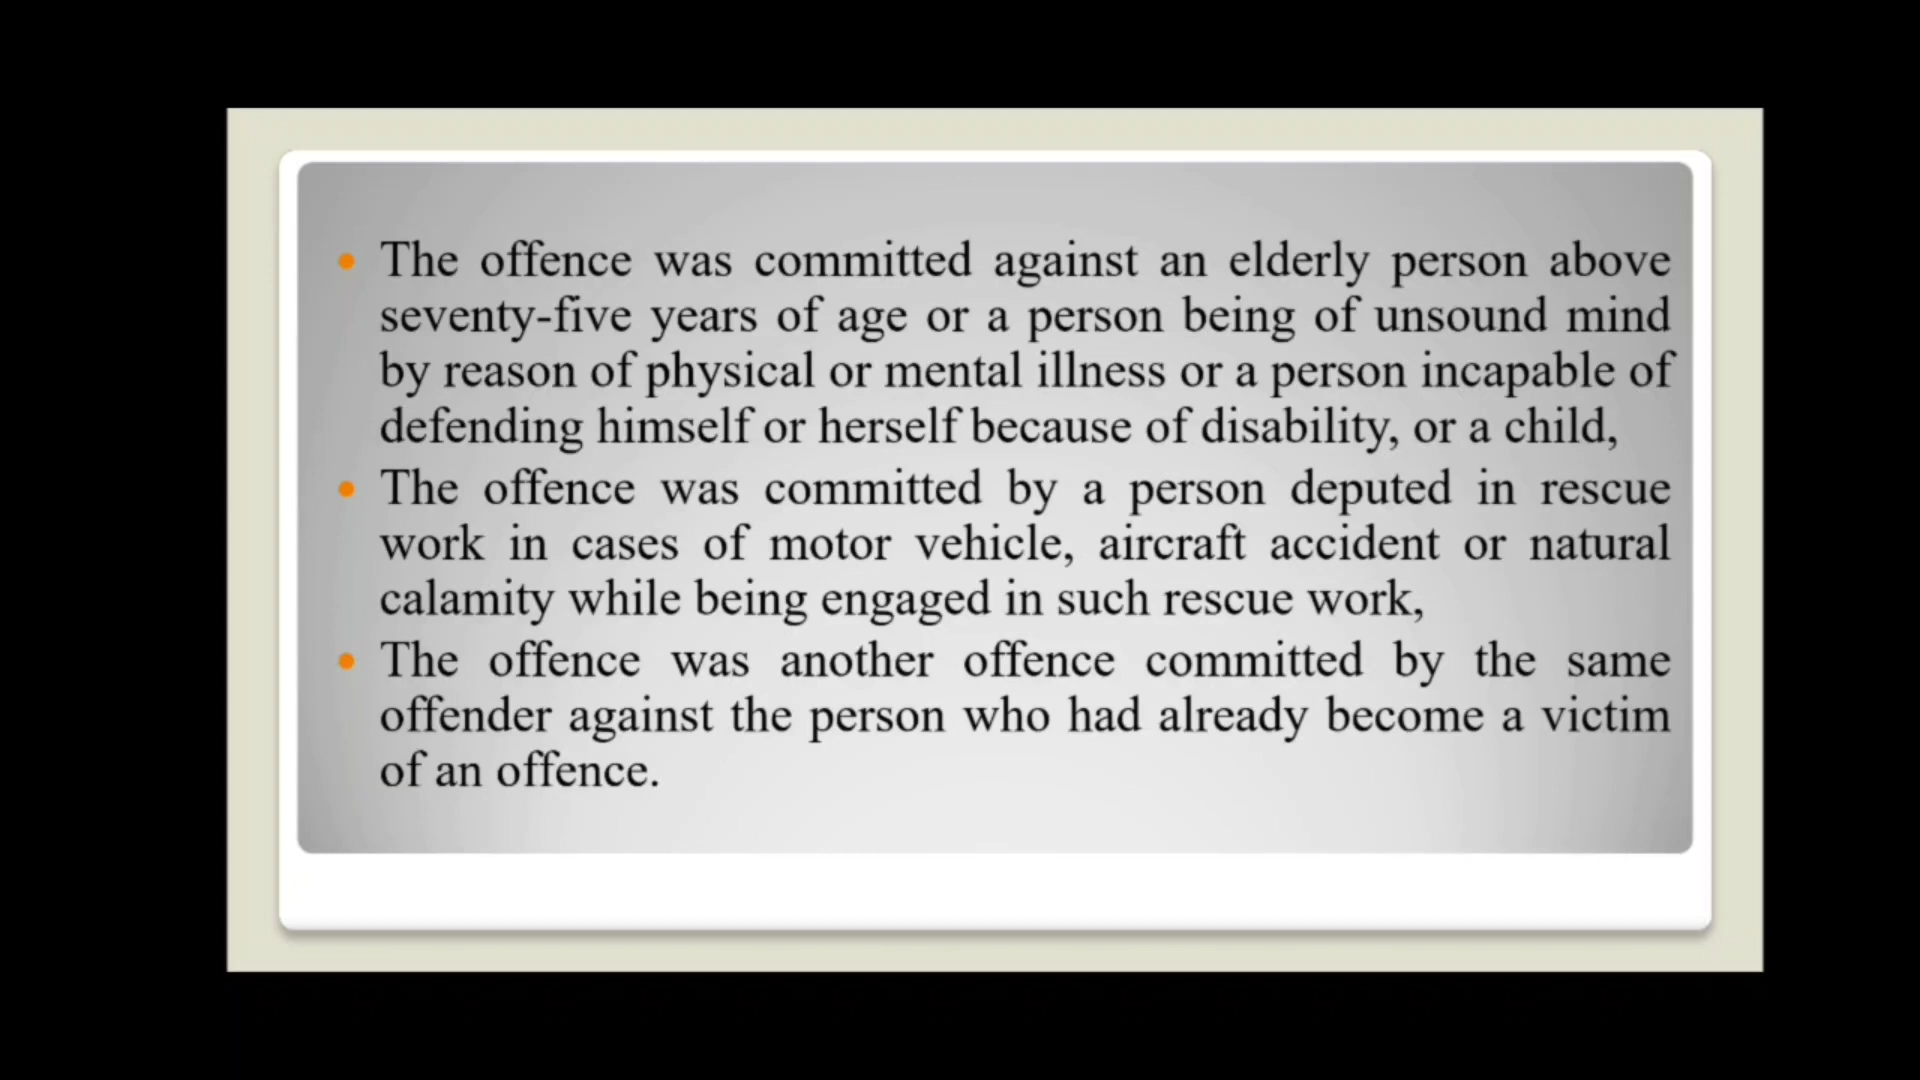 The offence was committed against an elderly person above
seventy-five years of age or a person being of unsound mind
by reason of physical or mental illness or a person incapable of
defending himself or herself because of disability, or a child,
The offence was committed by a person deputed in rescue
work in cases of motor vehicle, aircraft accident or natural
calamity while being engaged in such rescue work,
The offence was another offence committed by the same
offender against the person who had already become a victim
of an offence.